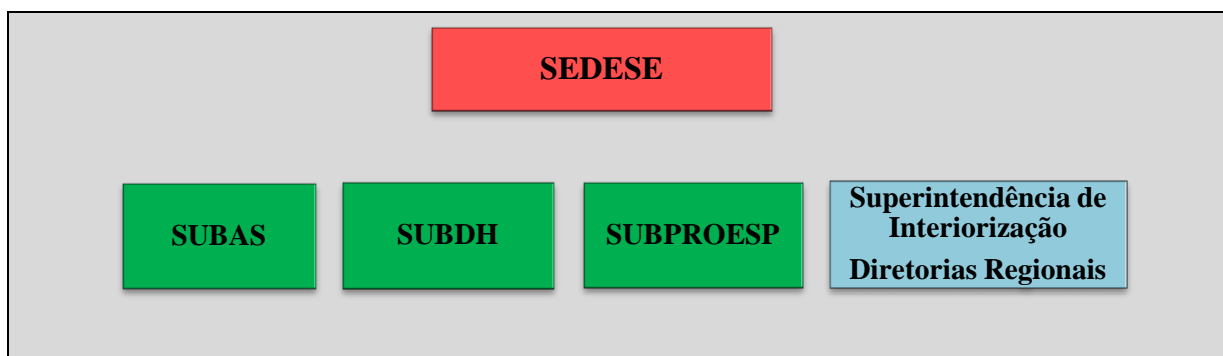 SEDESE
SUBAS
SUBDH
SUBPROESP
Superintendência de
Interiorização
Diretorias Regionais